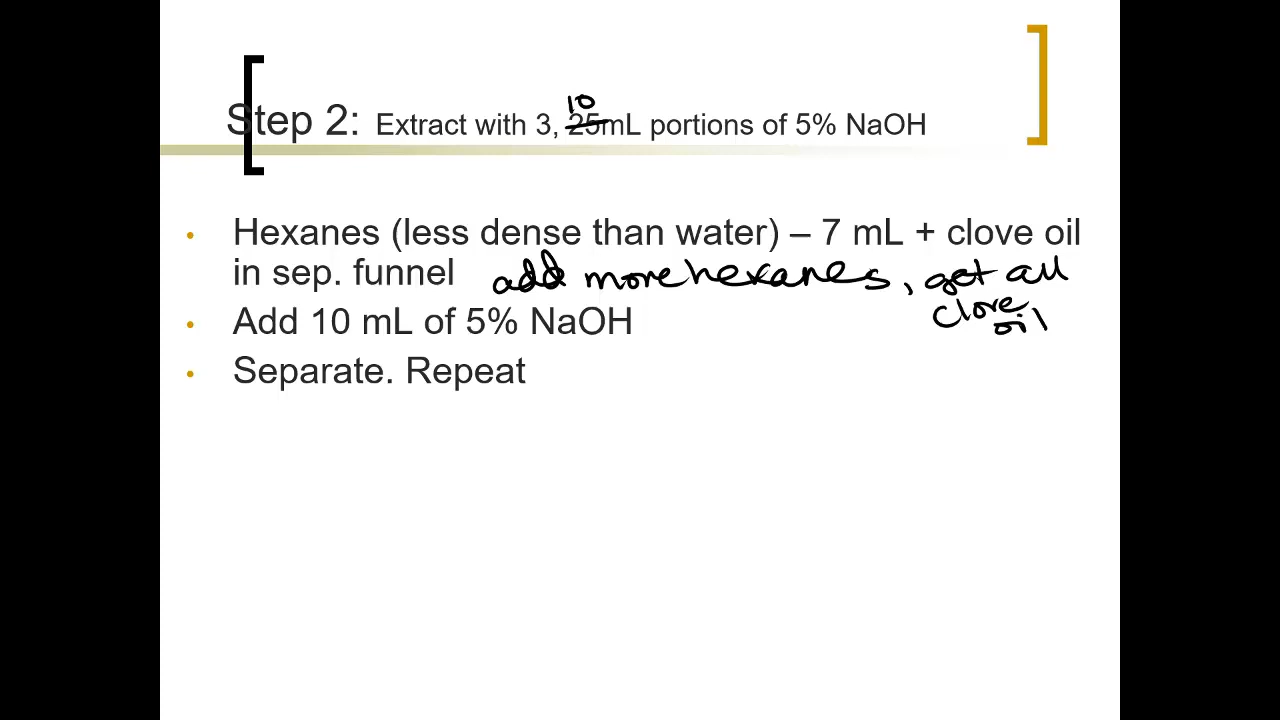 10
Step 2: Extract with 3, 25mL portions of 5% NaOH
• Hexanes (less dense than water) – 7 mL + clove oil
in sep. funnel add more hexanes, get all
clove
oil
• Add 10 mL of 5% NaOH
• Separate. Repeat